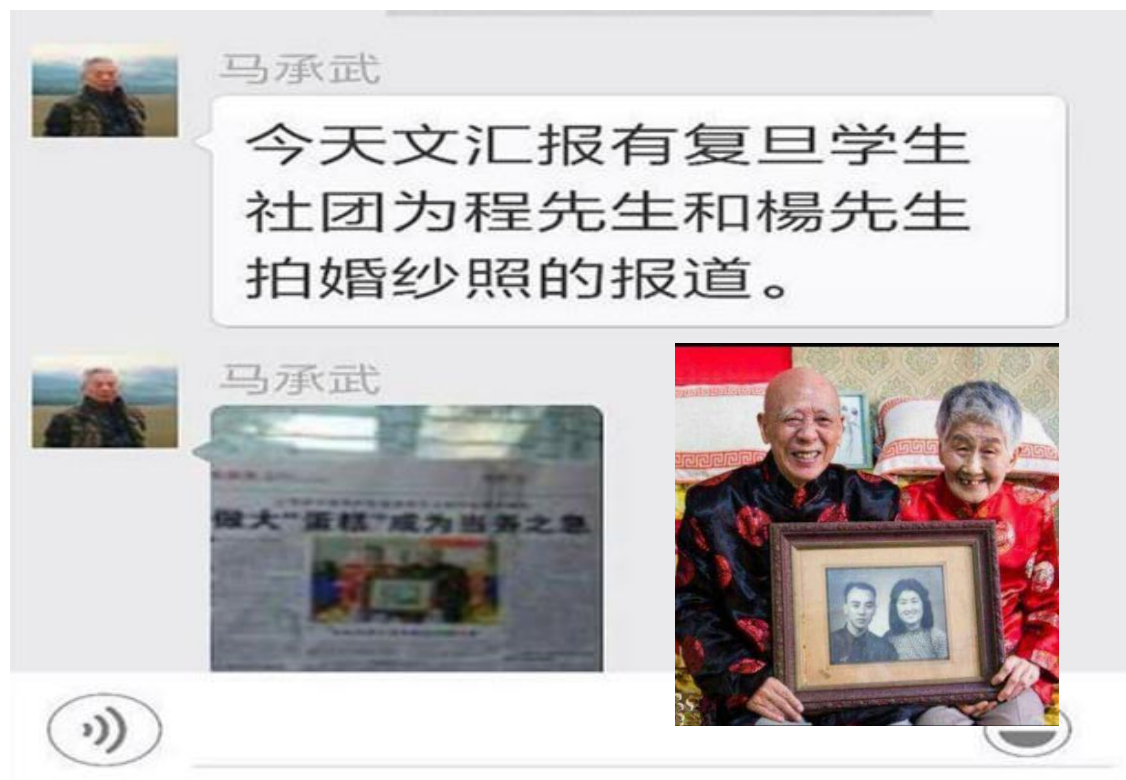 马承武
今天文汇报有复旦学生
社团为程先生和楊先生
拍婚纱照的报道。
马承武
做大“蛋糕”成为当务之急